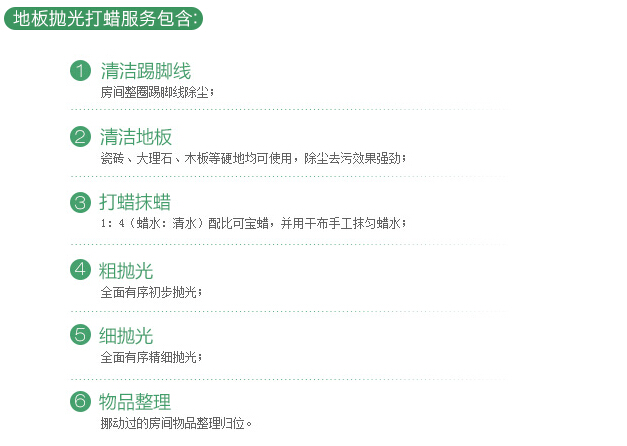 地板抛光打蜡服务包含:
1 清洁踢脚线
房间整圈踢脚线除尘；
2 清洁地板
瓷砖、大理石、木板等硬地均可使用，除尘去污效果强劲；
3 打蜡抹蜡
1：4（蜡水：清水）配比可宝蜡，并用干布手工抹匀蜡水；
4 粗抛光
全面有序初步抛光；
5 细抛光
全面有序精细抛光；
6 物品整理
挪动过的房间物品整理归位。